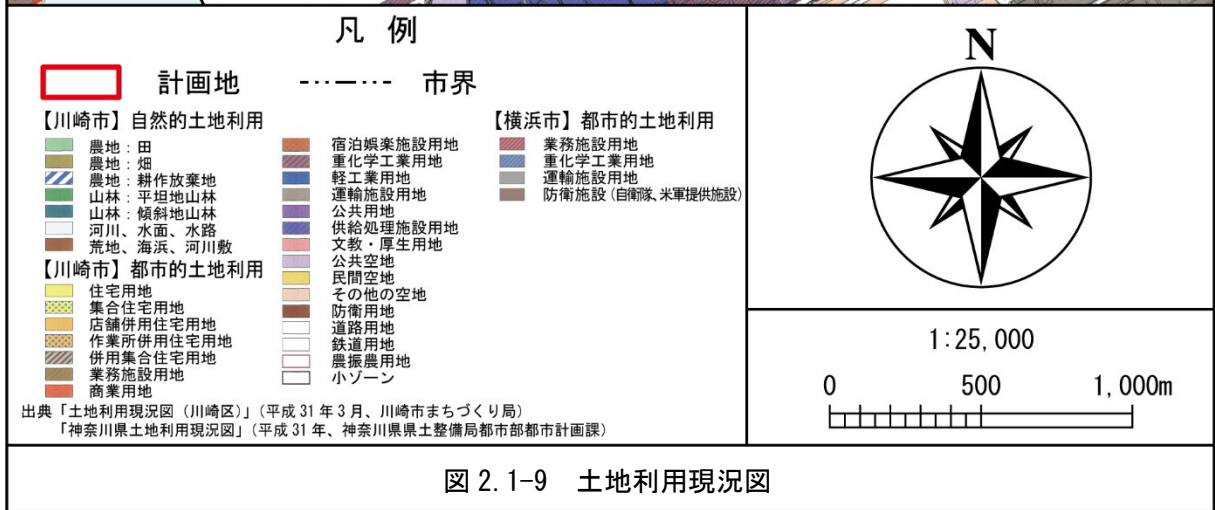 凡 例
計画地
市界
【川崎市】自然的土地利用
農地：田
農地：畑
農地：耕作放棄地
山林：平坦地山林
山林：傾斜地山林
河川、水面、水路
荒地、海浜、河川敷
【川崎市】都市的土地利用
住宅用地
集合住宅用地
店舗併用住宅用地
作業所併用住宅用地
併用集合住宅用地
業務施設用地
商業用地
宿泊娯楽施設用地
重化学工業用地
軽工業用地
運輸施設用地
公共用地
供給処理施設用地
文教・厚生用地
公共空地
民間空地
その他の空地
防衛用地
道路用地
鉄道用地
農振農用地
小ゾーン
【横浜市】都市的土地利用
業務施設用地
重化学工業用地
運輸施設用地
防衛施設（自衛隊、米軍提供施設）
出典「土地利用現況図（川崎区）」（平成31年3月、川崎市まちづくり局）
「神奈川県土地利用現況図」（平成31年、神奈川県県土整備局都市部都市計画課）
N
1:25,000
0 500 1,000m
図 2.1-9 土地利用現況図